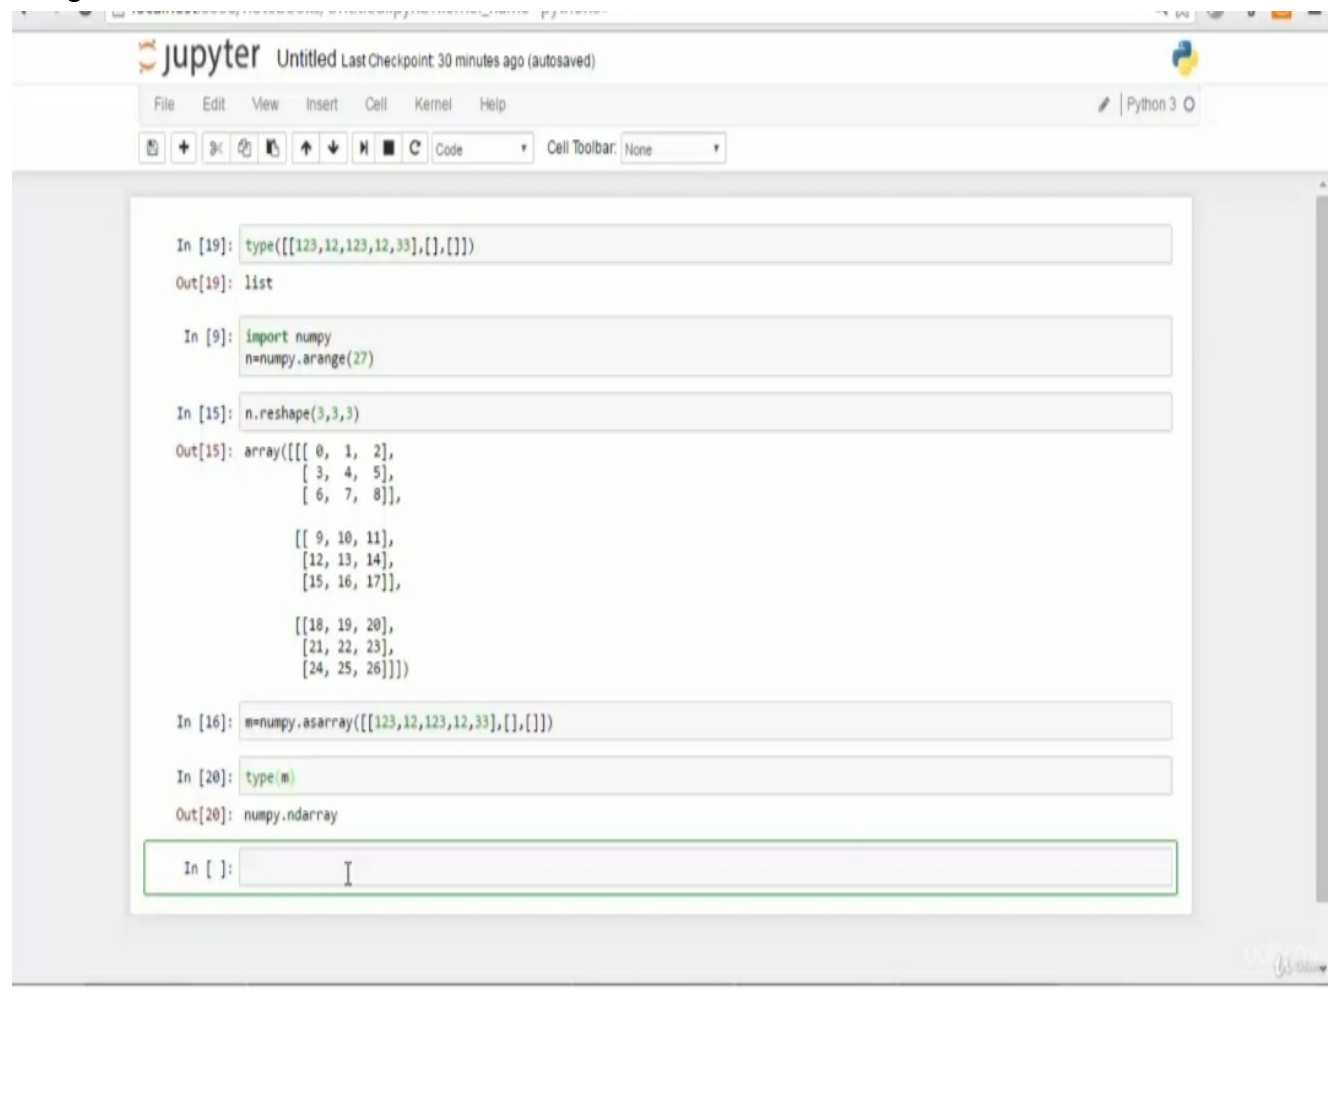 jupyter Untitled Last Checkpoint: 30 minutes ago (autosaved)
File Edit View Insert Cell Kernel Help Python 3
Code Cell Toolbar: None
In [19]: type([[123,12,123,12,33],[],[]])
Out[19]: list
In [9]: import numpy
n=numpy.arange(27)
In [15]: n.reshape(3,3,3)
Out[15]: array([[[ 0, 1, 2],
[ 3, 4, 5],
[ 6, 7, 8]],
[[ 9, 10, 11],
[12, 13, 14],
[15, 16, 17]],
[[18, 19, 20],
[21, 22, 23],
[24, 25, 26]]])
In [16]: m=numpy.asarray([[123,12,123,12,33],[],[]])
In [20]: type(m)
Out[20]: numpy.ndarray
In [ ]: